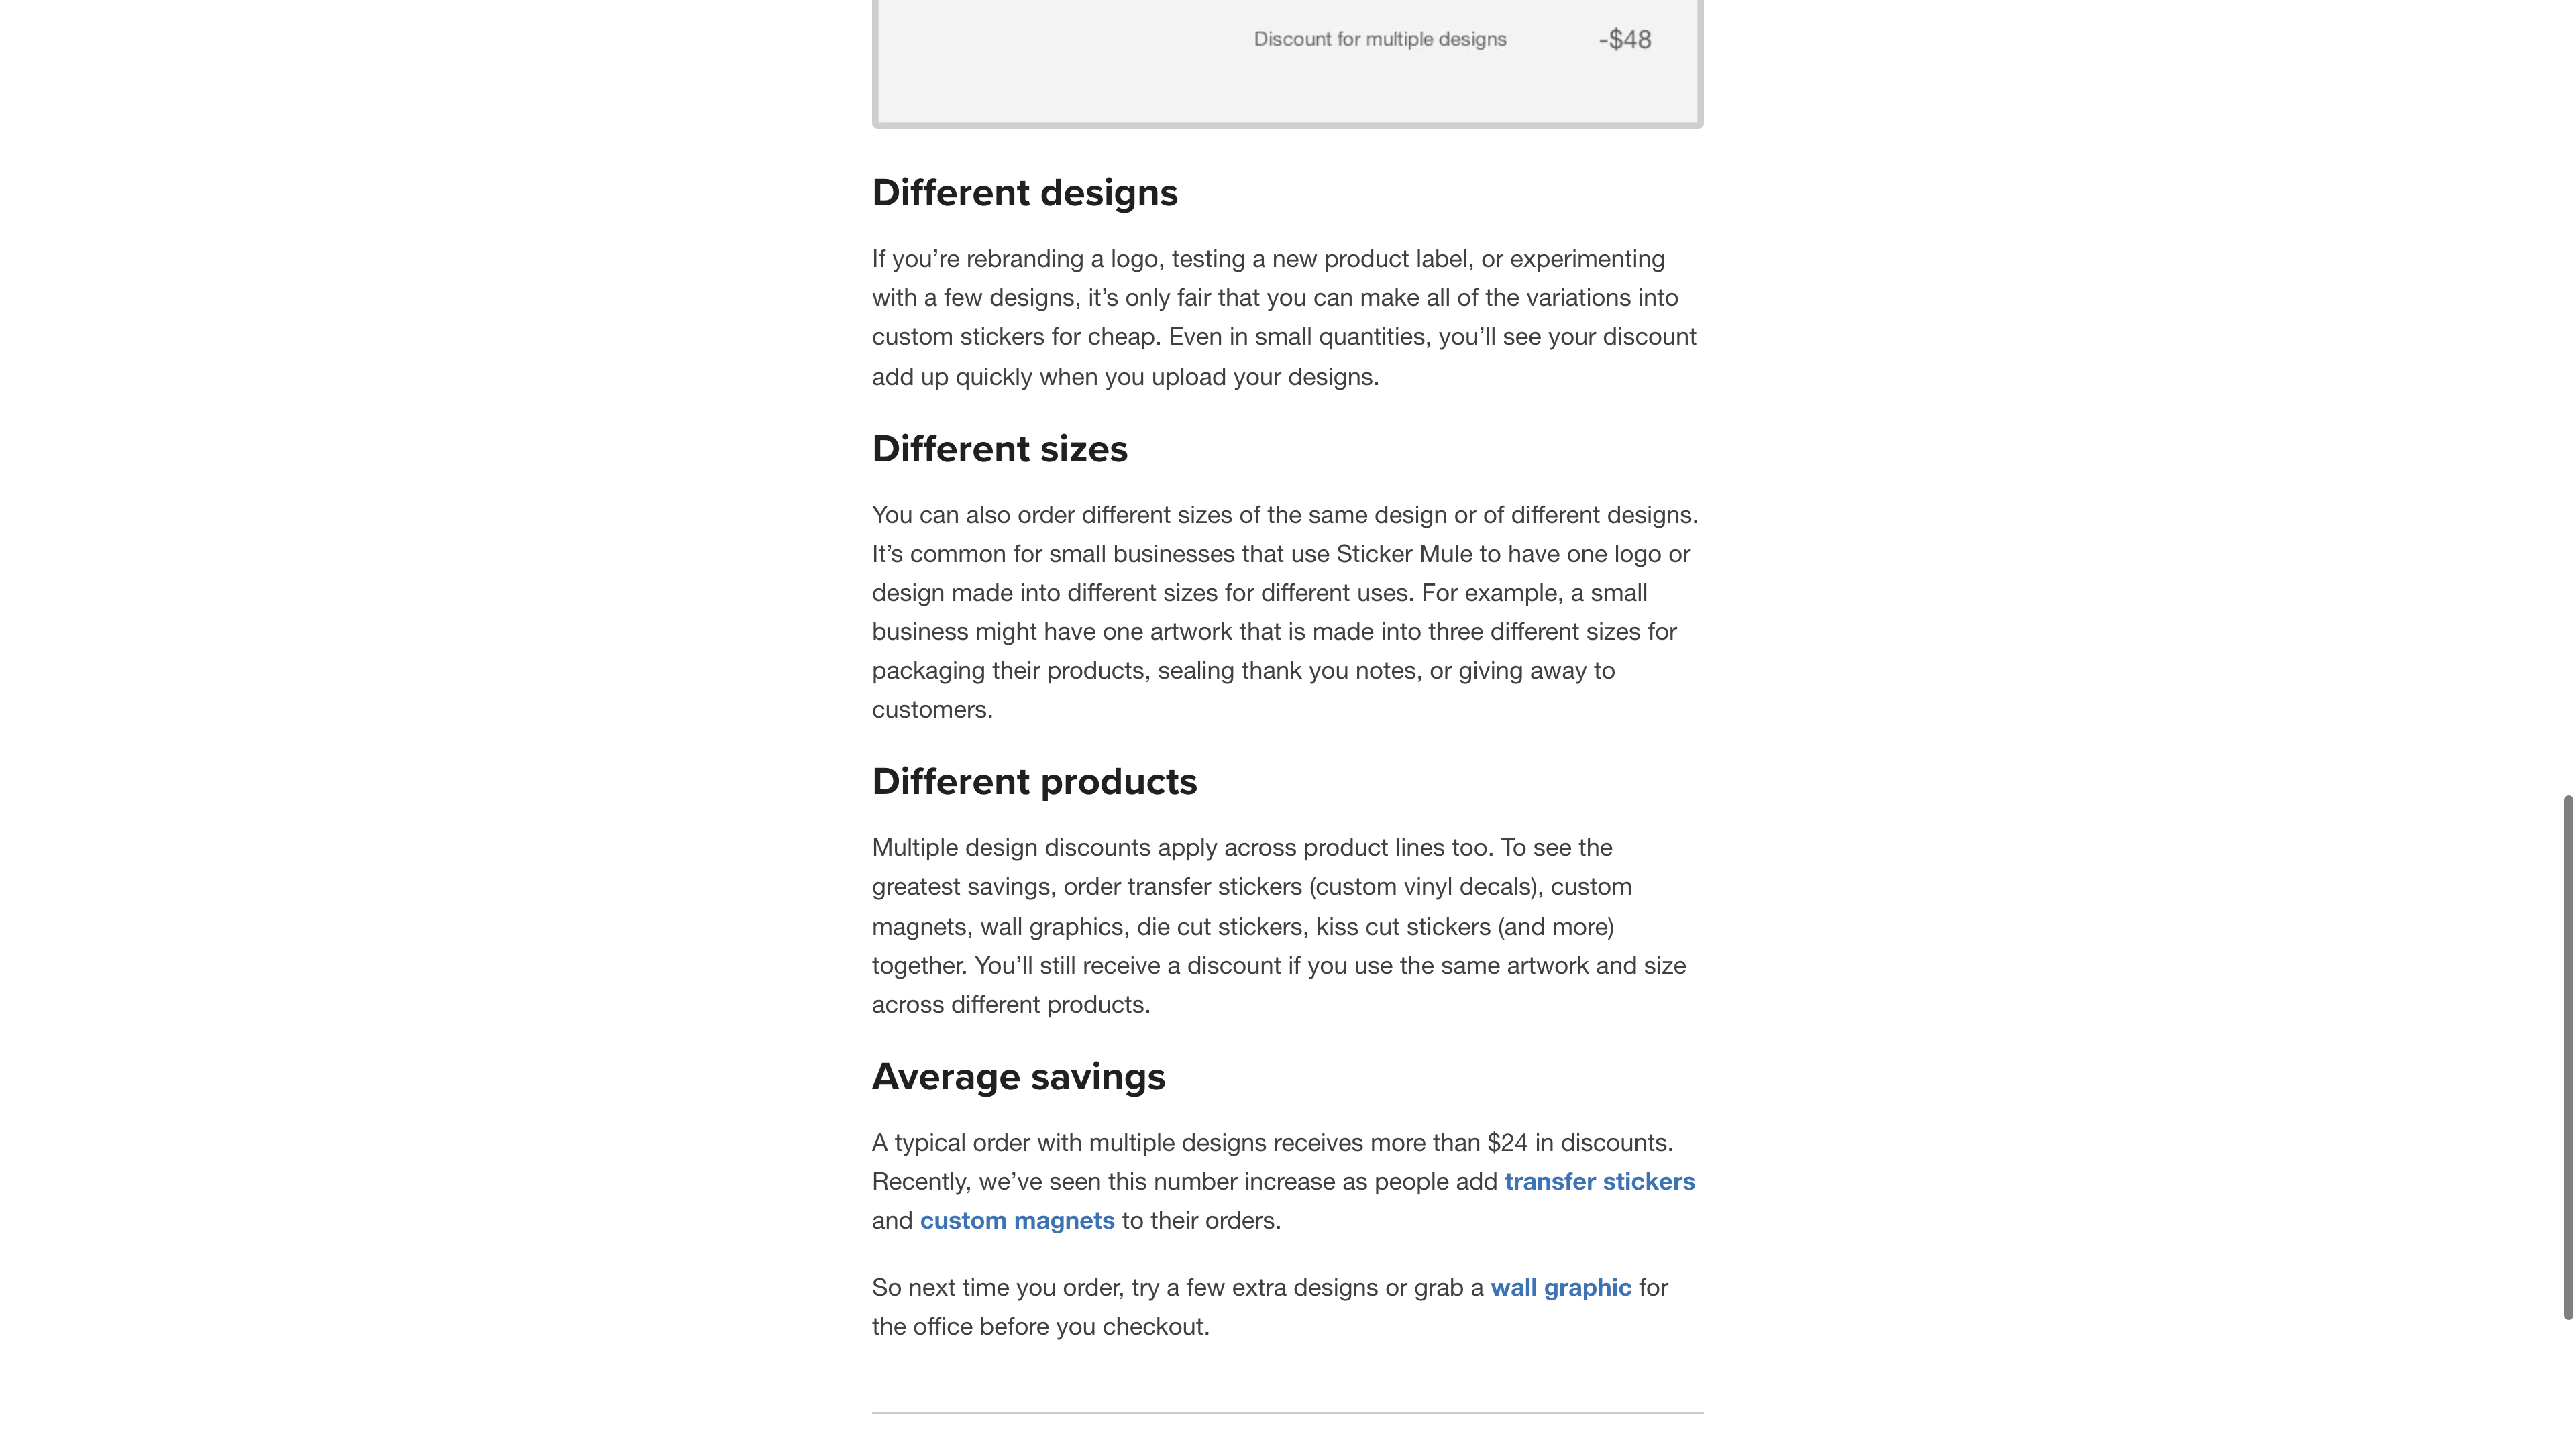 Discount for multiple designs -$48
Different designs
If you’re rebranding a logo, testing a new product label, or experimenting
with a few designs, it’s only fair that you can make all of the variations into
custom stickers for cheap. Even in small quantities, you’ll see your discount
add up quickly when you upload your designs.
Different sizes
You can also order different sizes of the same design or of different designs.
It’s common for small businesses that use Sticker Mule to have one logo or
design made into different sizes for different uses. For example, a small
business might have one artwork that is made into three different sizes for
packaging their products, sealing thank you notes, or giving away to
customers.
Different products
Multiple design discounts apply across product lines too. To see the
greatest savings, order transfer stickers (custom vinyl decals), custom
magnets, wall graphics, die cut stickers, kiss cut stickers (and more)
together. You’ll still receive a discount if you use the same artwork and size
across different products.
Average savings
A typical order with multiple designs receives more than $24 in discounts.
Recently, we’ve seen this number increase as people add transfer stickers
and custom magnets to their orders.
So next time you order, try a few extra designs or grab a wall graphic for
the office before you checkout.